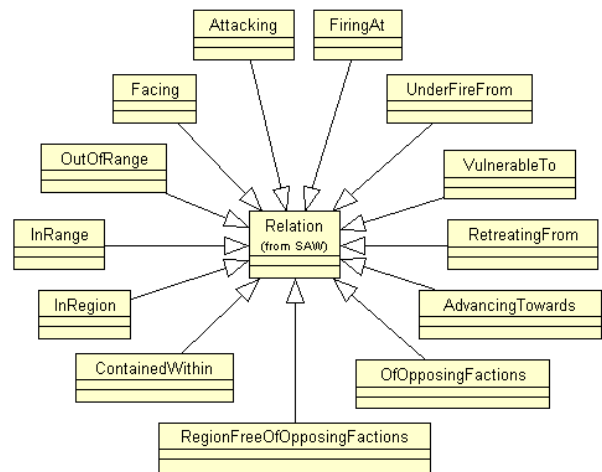 Attacking
FiringAt
Facing
UnderFireFrom
OutOfRange
VulnerableTo
Relation
(from SAW)
InRange
RetreatingFrom
InRegion
AdvancingTowards
ContainedWithin
OfOpposingFactions
RegionFreeOfOpposingFactions